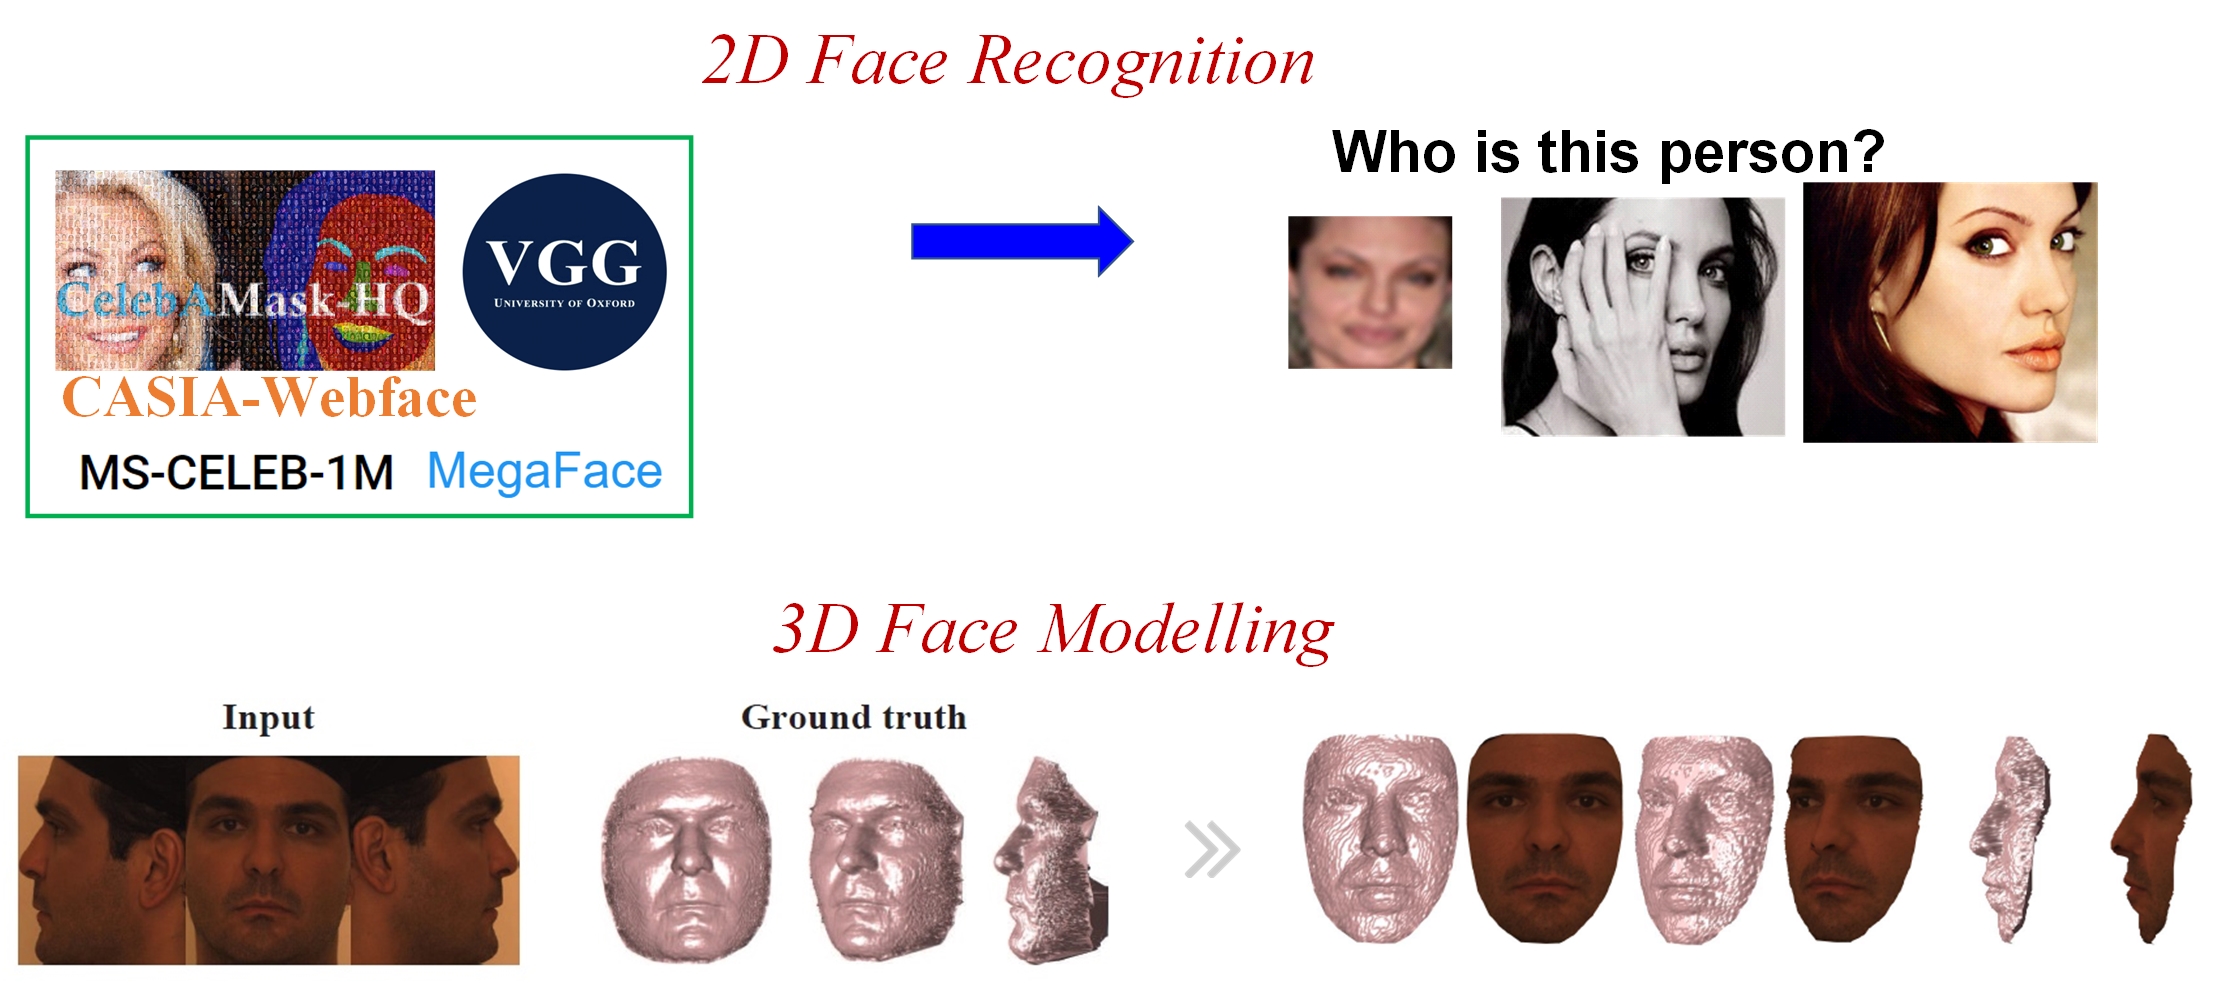 2D Face Recognition
Who is this person?
CelebAMask-HQ
VGG
UNIVERSITY OF OXFORD
CASIA-Webface
MS-CELEB-1M MegaFace
3D Face Modelling
Input
Ground truth